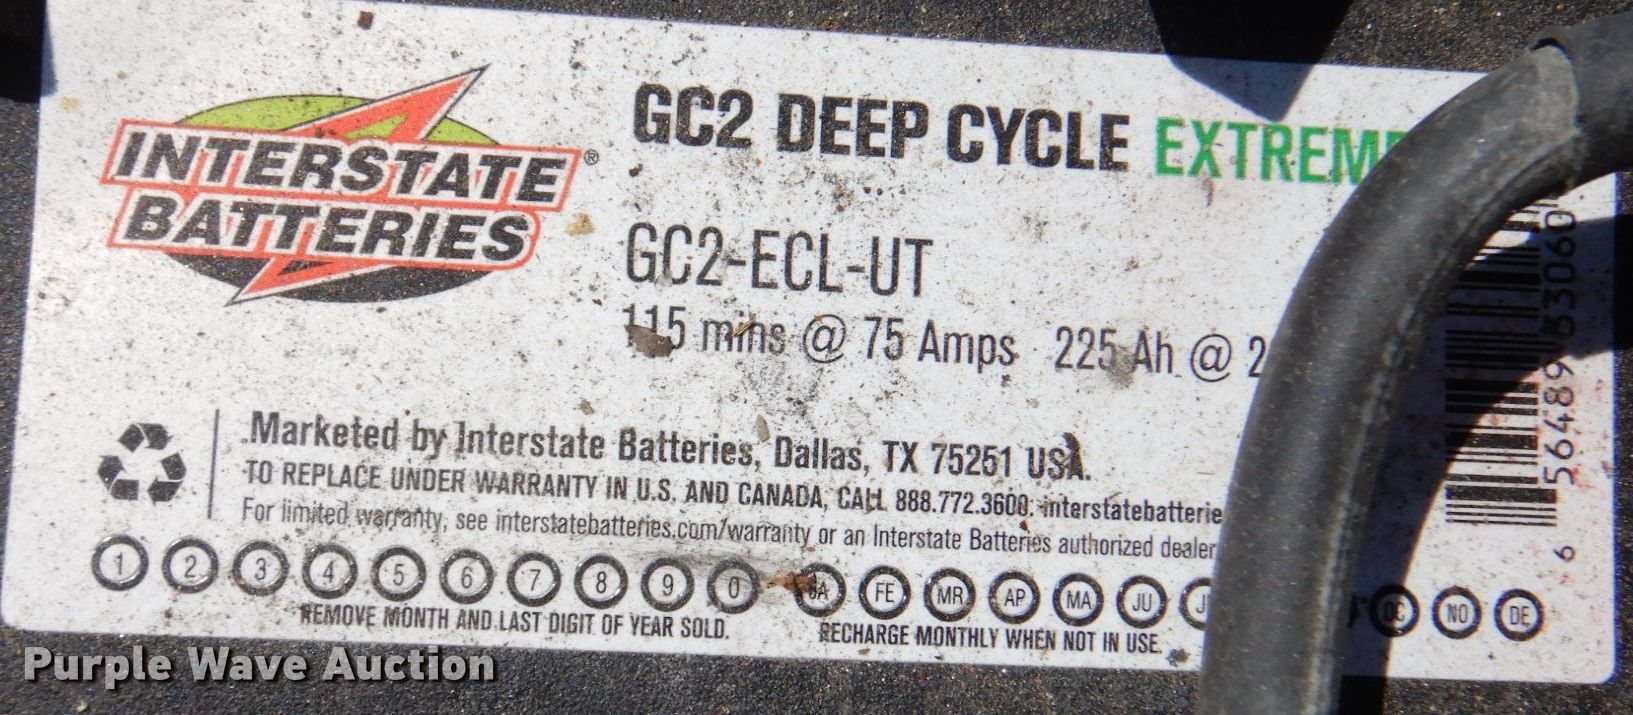 INTERSTATE®
BATTERIES
GC2 DEEP CYCLE EXTREME
GC2-ECL-UT
115 mins @ 75 Amps 225 Ah @ 2
Marketed by Interstate Batteries, Dallas, TX 75251 USA.
TO REPLACE UNDER WARRANTY IN U.S. AND CANADA, CALL 888.772.3600. interstatebatterie
For limited warranty, see interstatebatteries.com/warranty or an Interstate Batteries authorized dealer
1 2 3 4 5 6 7 8 9 0 JA FE MR AP MA JU J OC NO DE
REMOVE MONTH AND LAST DIGIT OF YEAR SOLD. RECHARGE MONTHLY WHEN NOT IN USE.
Purple Wave Auction